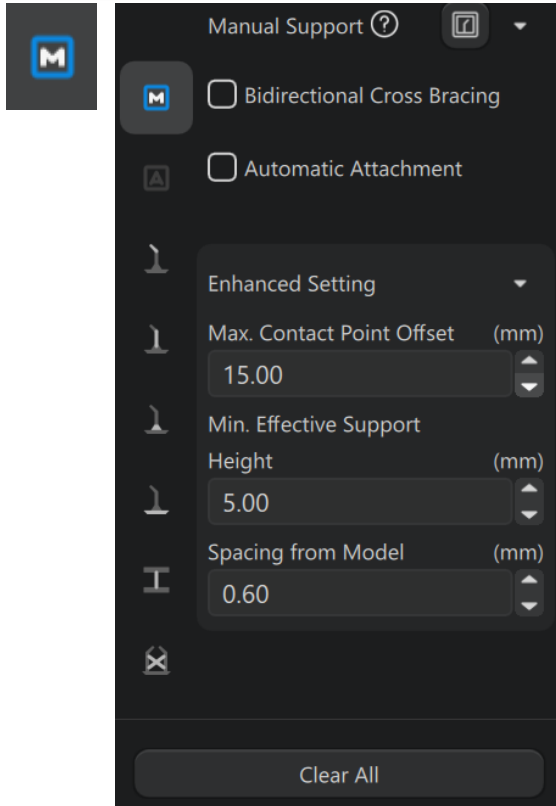 M
Manual Support ?
M
Bidirectional Cross Bracing
A
Automatic Attachment
Enhanced Setting
Max. Contact Point Offset (mm)
15.00
Min. Effective Support
Height (mm)
5.00
Spacing from Model (mm)
0.60
Clear All